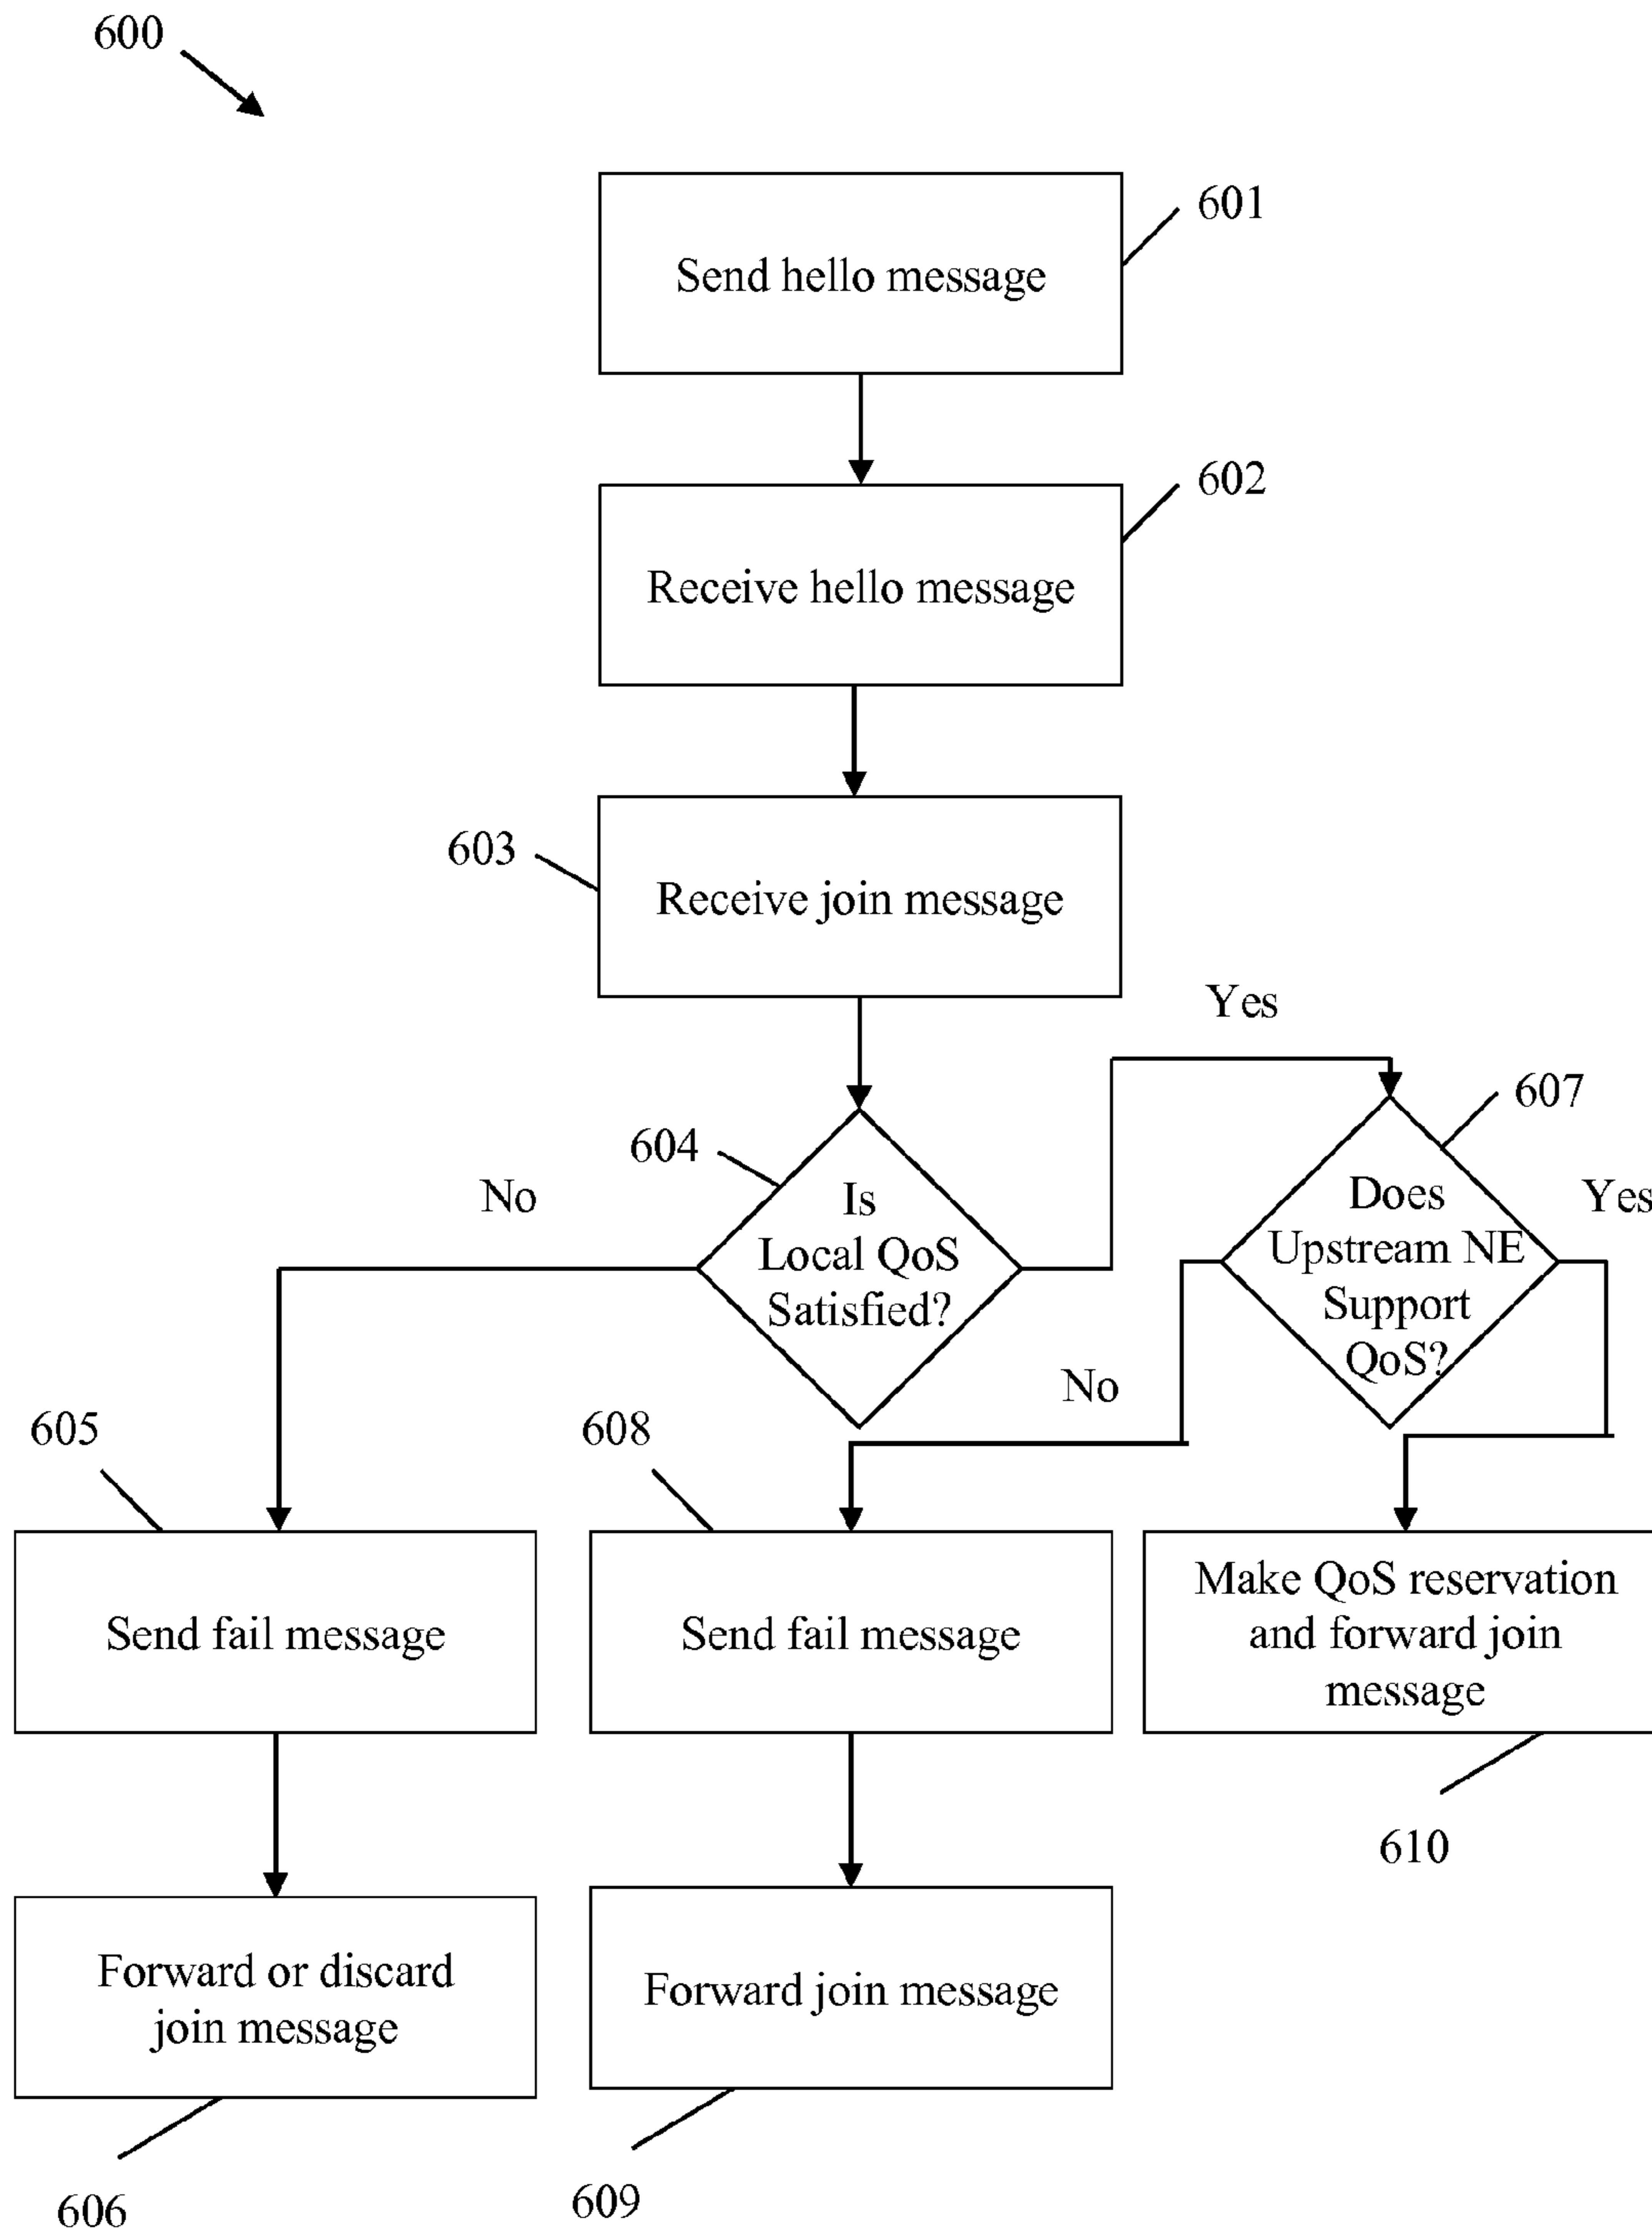 600
601
Send hello message
602
Receive hello message
603
Receive join message
Yes
607
604
No
Is
Local QoS
Satisfied?
Does
Upstream NE
Support
QoS?
Yes
No
605
608
Send fail message
Send fail message
Make QoS reservation
and forward join
message
610
Forward or discard
join message
Forward join message
606
609